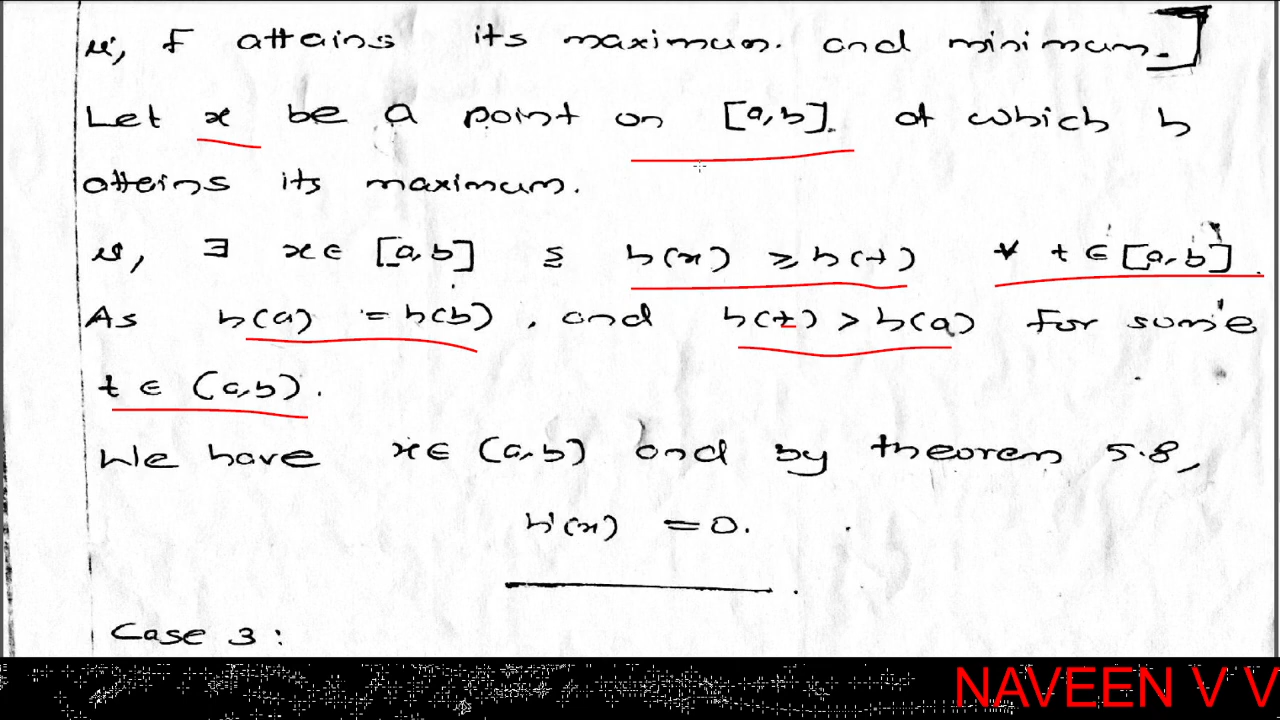 ie, f attains its maximum. and minimum.]
Let x be a point on [a,b]. at which h
attains its maximum.
ie, ∃ x∈ [a,b] ∋ h(x) ≥ h(t) ∀ t ∈ [a,b].
As h(a) = h(b), and h(t) > h(a) for some
t ∈ (a,b).
We have x∈ (a,b) and by theorem 5.8,
h'(x) = 0.
Case 3:
NAVEEN V V